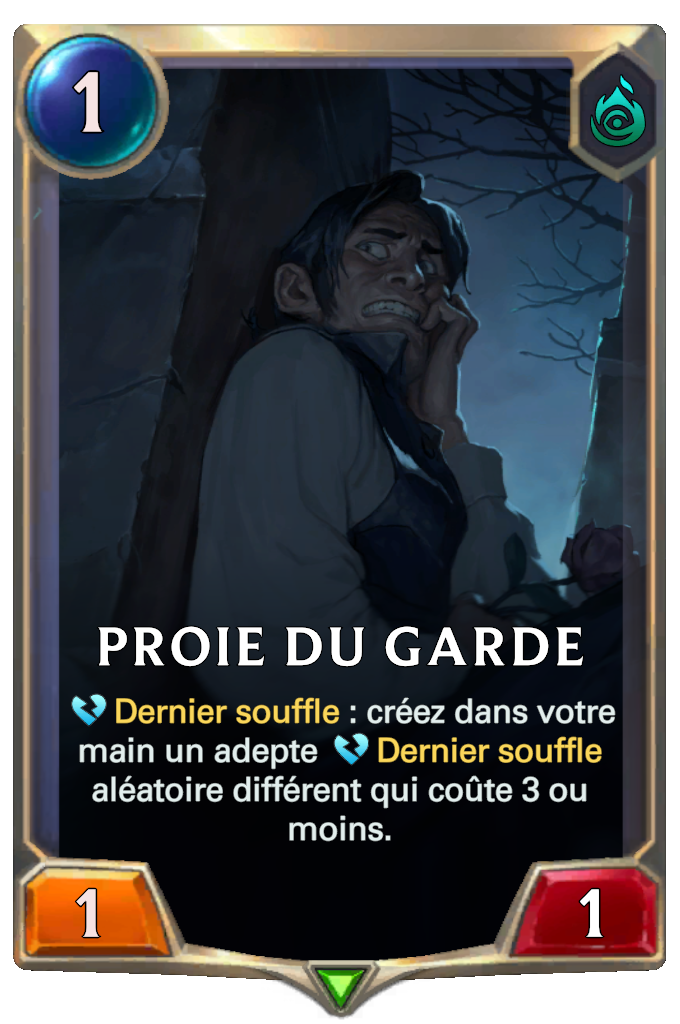 1
PROIE DU GARDE
Dernier souffle : créez dans votre
main un adepte Dernier souffle
aléatoire différent qui coûte 3 ou
moins.
1
1